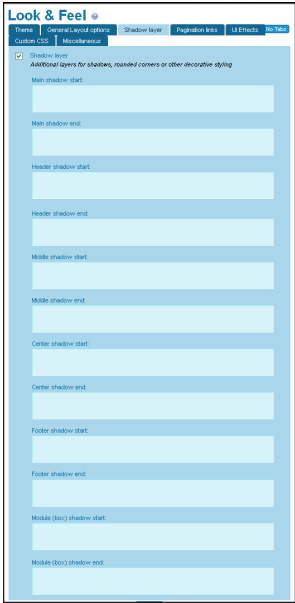 Look & Feel
Theme General Layout options Shadow layer Pagination links UI Effects No Tabs
Custom CSS Miscellaneous
Shadow layer
Additional layers for shadows, rounded corners or other decorative styling
Main shadow start:
Main shadow end:
Header shadow start:
Header shadow end:
Middle shadow start:
Middle shadow end:
Center shadow start:
Center shadow end:
Footer shadow start:
Footer shadow end:
Module (box) shadow start:
Module (box) shadow end: